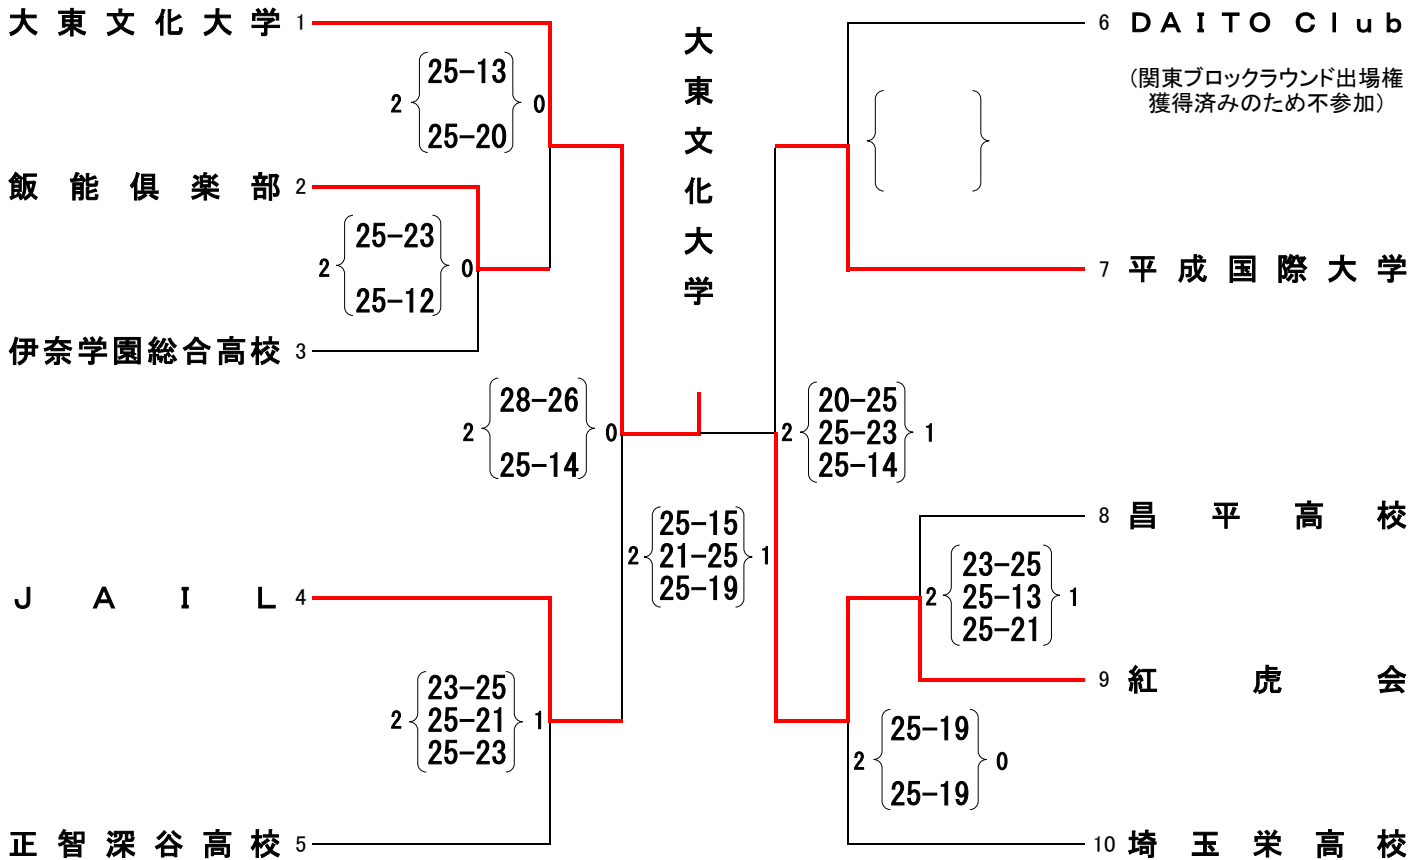 大東文化大学 1
2 25-13 0
25-20
飯能倶楽部 2
2 25-23 0
25-12
伊奈学園総合高校 3
2 28-26 0
25-14
JAIL 4
2 23-25 1
25-21
25-23
正智深谷高校 5
大東文化大学
2 25-15 1
21-25
25-19
6 DAITO Club
(関東ブロックラウンド出場権
獲得済みのため不参加)
7 平成国際大学
2 20-25 1
25-23
25-14
8 昌平高校
2 23-25 1
25-13
25-21
9 紅虎会
2 25-19 0
25-19
10 埼玉栄高校